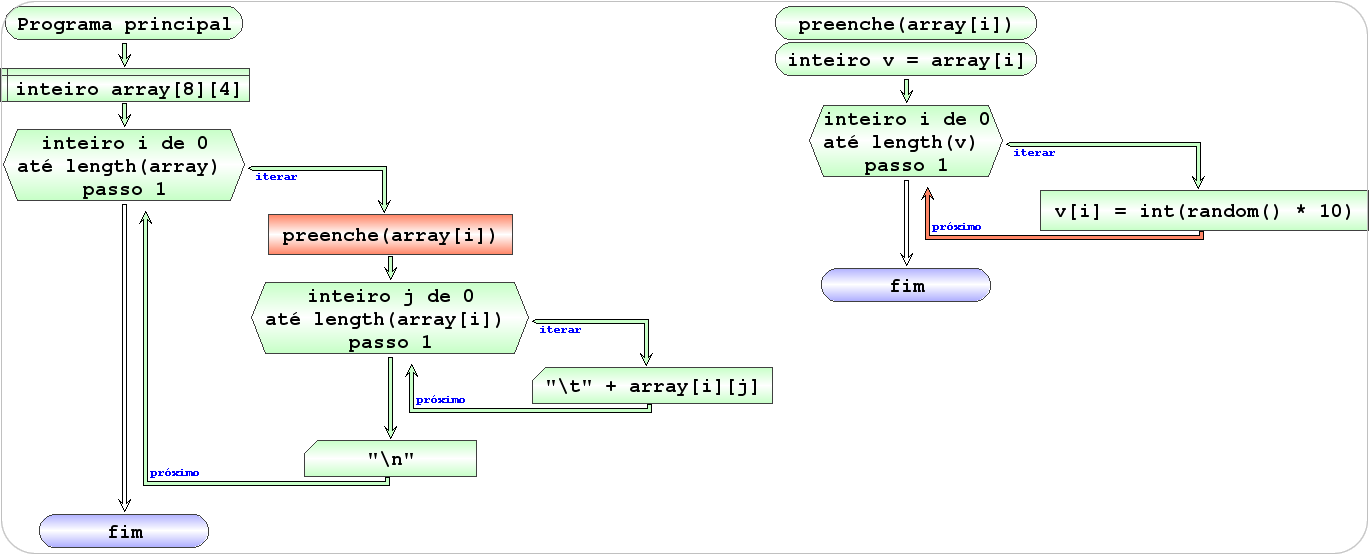 Programa principal
inteiro array[8][4]
inteiro i de 0
até length(array)
passo 1
iterar
preenche(array[i])
inteiro j de 0
até length(array[i])
passo 1
iterar
"\t" + array[i][j]
próximo
"\n"
próximo
fim
preenche(array[i])
inteiro v = array[i]
inteiro i de 0
até length(v)
passo 1
iterar
v[i] = int(random() * 10)
próximo
fim